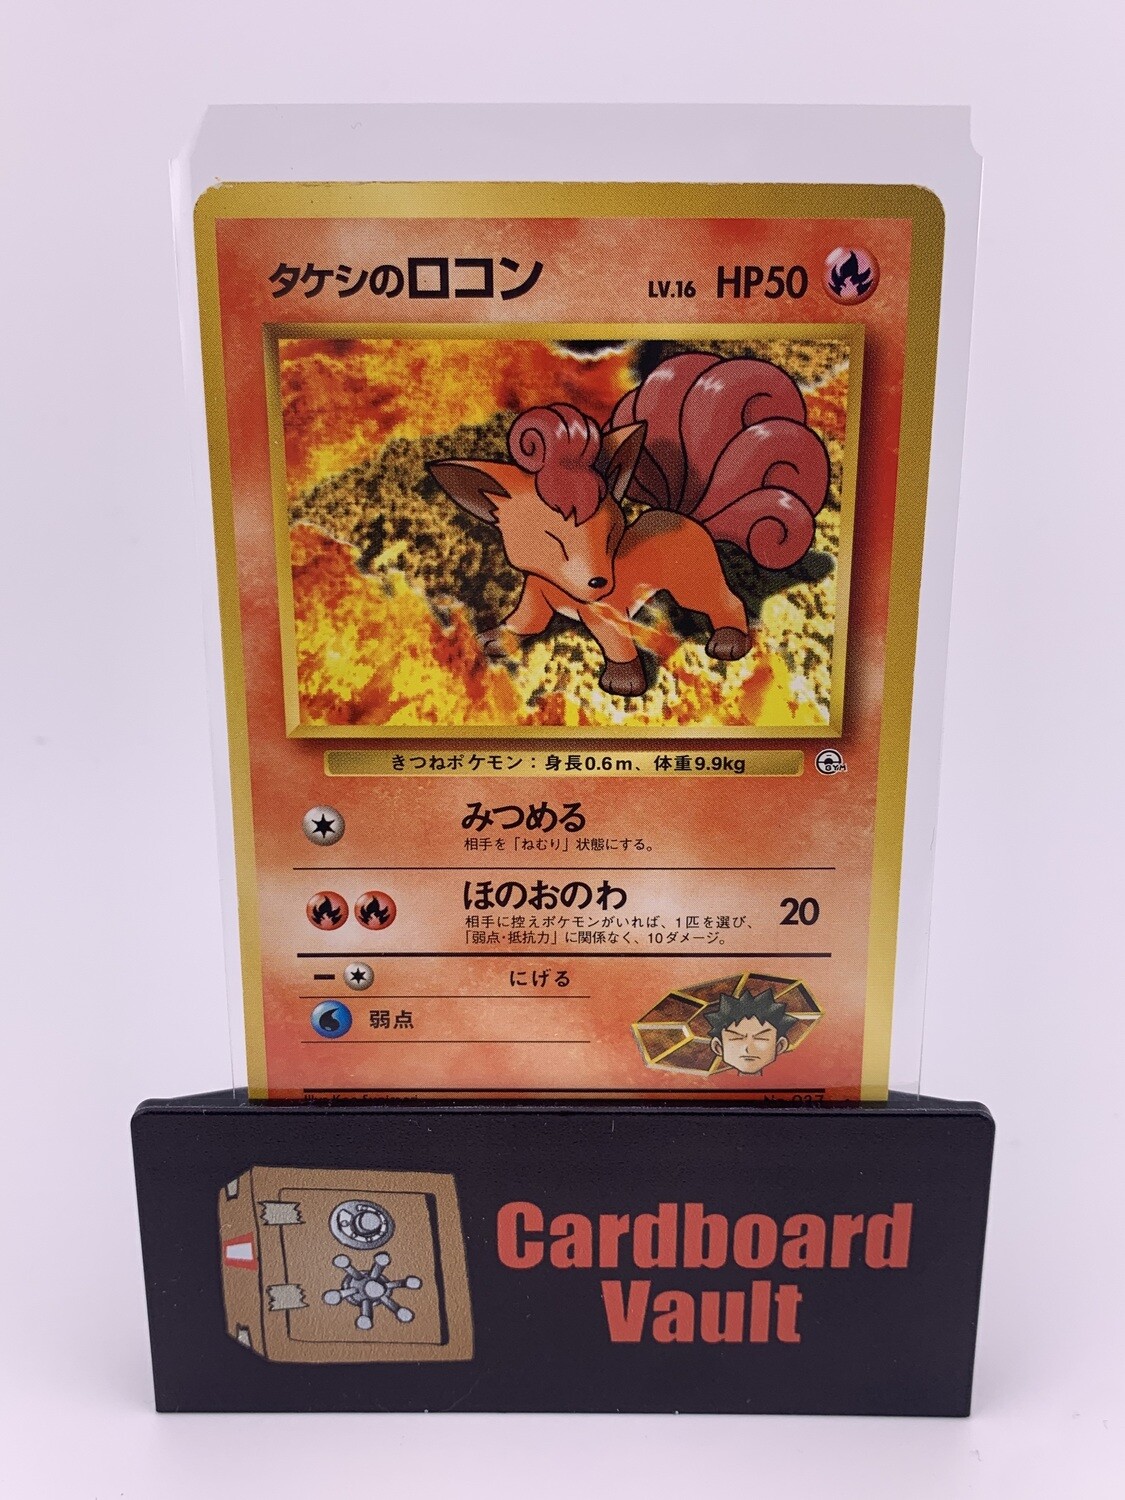 タケシのロコン
LV.16 HP50
きつねポケモン：身長0.6m、体重9.9kg
GYM
みつめる
相手を「ねむり」状態にする。
ほのおのわ
20
相手に控えポケモンがいれば、1匹を選び、
「弱点・抵抗力」に関係なく、10ダメージ。
にげる
弱点
Cardboard
Vault